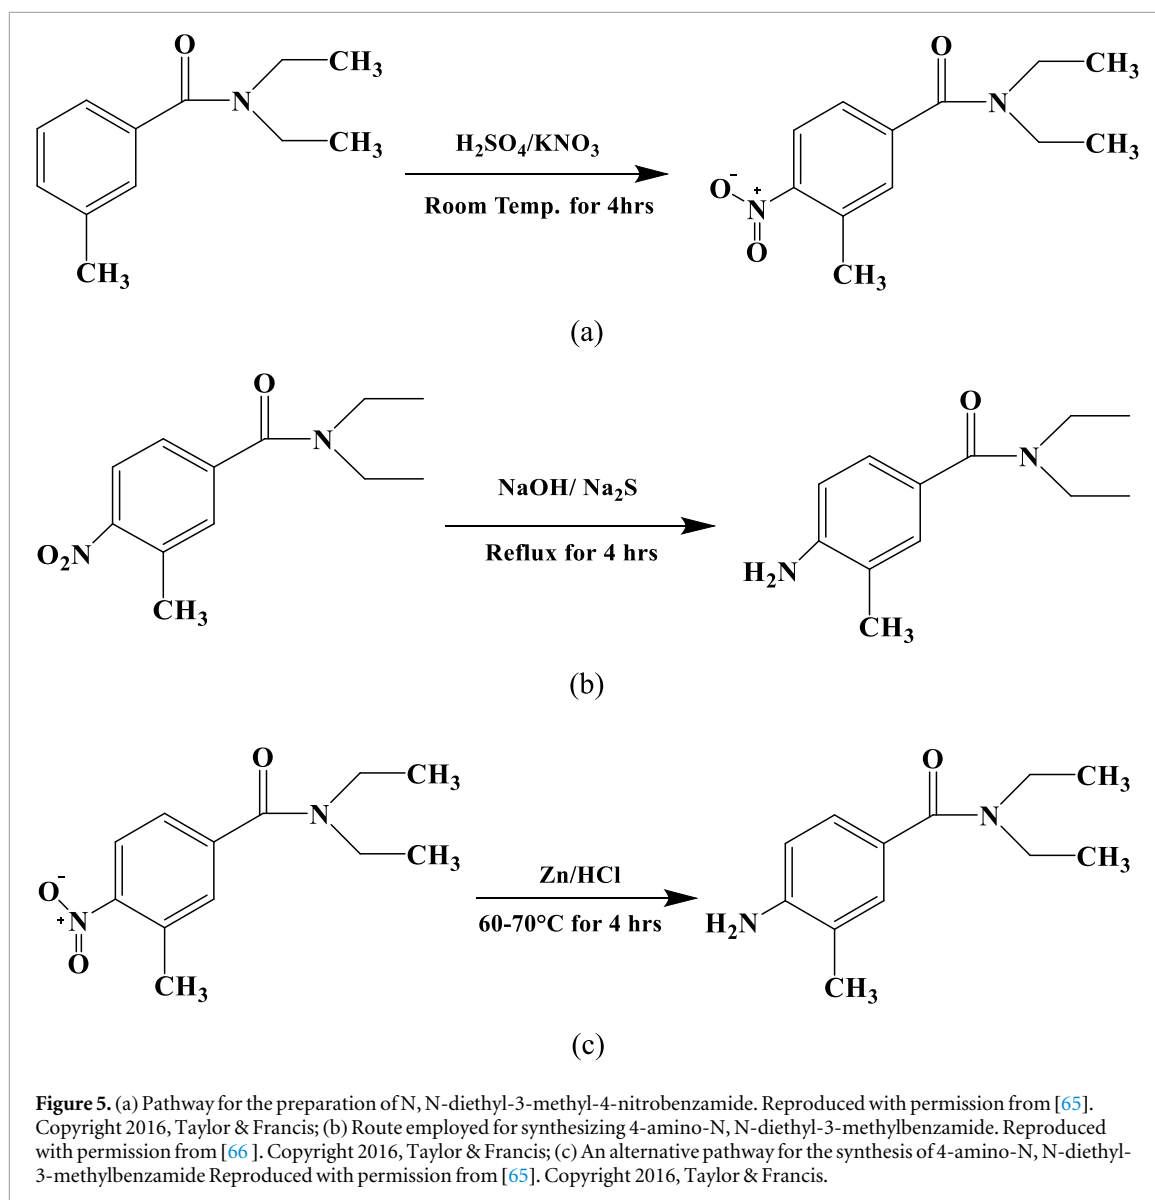 O
CH₃
N
CH₃
CH₃
H₂SO₄/KNO₃
Room Temp. for 4hrs
O
CH₃
N
CH₃
O⁻
N⁺
O
CH₃
(a)
O
N
O₂N
CH₃
NaOH/ Na₂S
Reflux for 4 hrs
O
N
H₂N
CH₃
(b)
O
CH₃
N
CH₃
O⁻
N⁺
O
CH₃
Zn/HCl
60-70°C for 4 hrs
O
CH₃
N
CH₃
H₂N
CH₃
(c)
Figure 5. (a) Pathway for the preparation of N, N-diethyl-3-methyl-4-nitrobenzamide. Reproduced with permission from [65].
Copyright 2016, Taylor & Francis; (b) Route employed for synthesizing 4-amino-N, N-diethyl-3-methylbenzamide. Reproduced
with permission from [66 ]. Copyright 2016, Taylor & Francis; (c) An alternative pathway for the synthesis of 4-amino-N, N-diethyl-
3-methylbenzamide Reproduced with permission from [65]. Copyright 2016, Taylor & Francis.